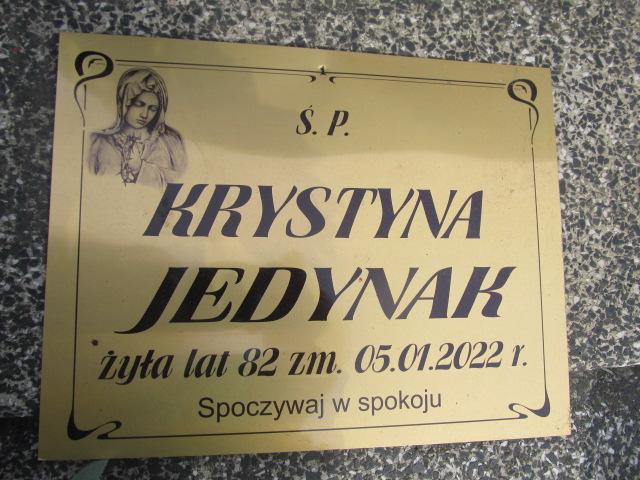 Ś. P.
KRYSTYNA
JEDYNAK
żyła lat 82 zm. 05.01.2022 r.
Spoczywaj w spokoju